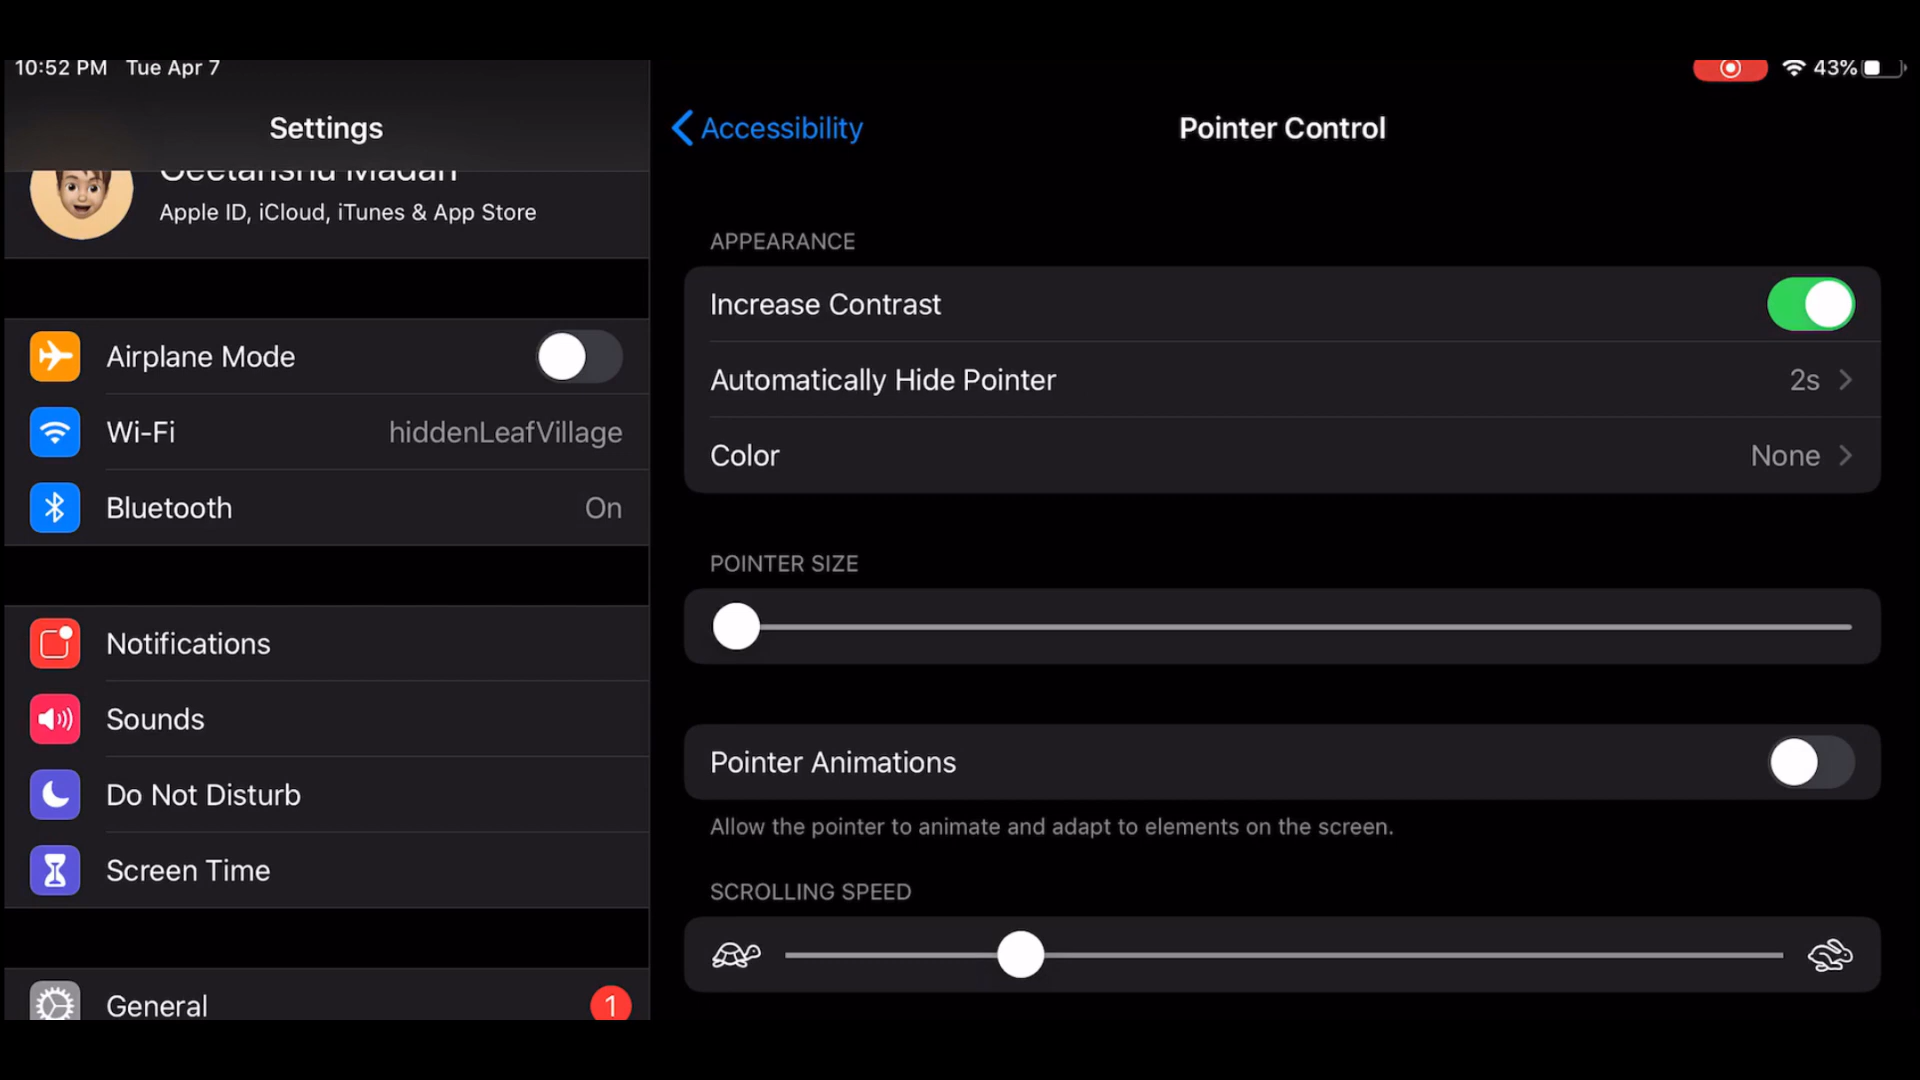 10:52 PM Tue Apr 7
43%
Settings
Geetanshu Madan
Apple ID, iCloud, iTunes & App Store
Airplane Mode
Wi-Fi hiddenLeafVillage
Bluetooth On
Notifications
Sounds
Do Not Disturb
Screen Time
General 1
Accessibility
Pointer Control
APPEARANCE
Increase Contrast
Automatically Hide Pointer 2s
Color None
POINTER SIZE
Pointer Animations
Allow the pointer to animate and adapt to elements on the screen.
SCROLLING SPEED